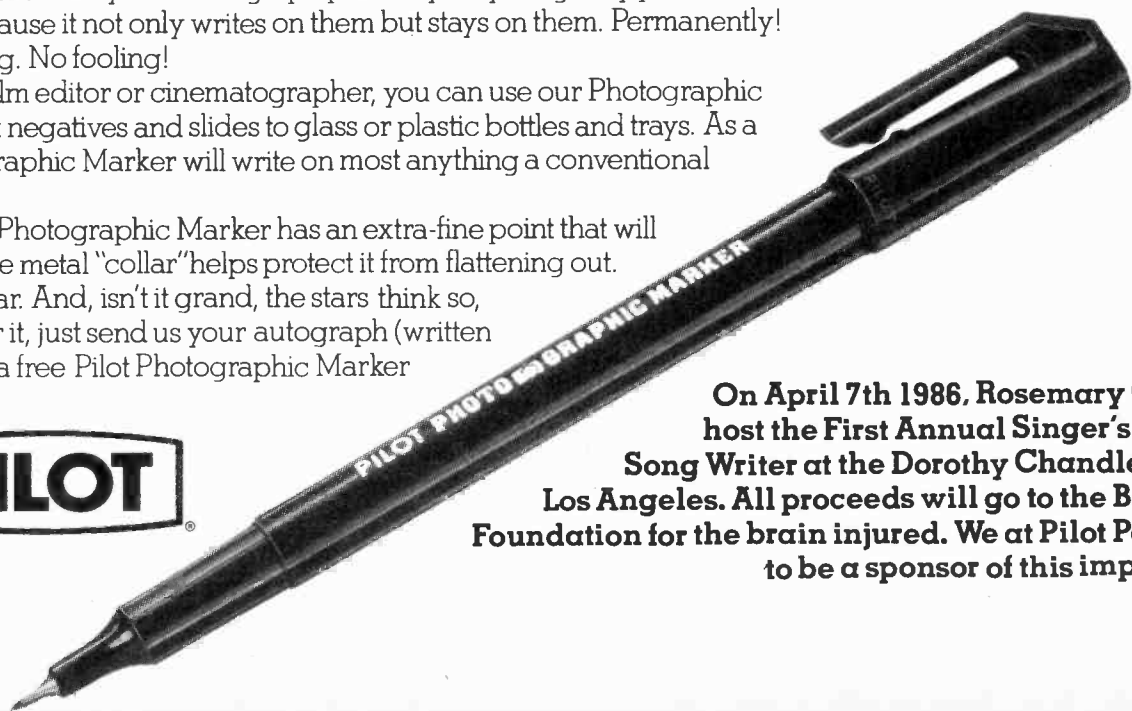 ause it not only writes on them but stays on them. Permanently!
g. No fooling!
lm editor or cinematographer, you can use our Photographic
negatives and slides to glass or plastic bottles and trays. As a
raphic Marker will write on most anything a conventional
Photographic Marker has an extra-fine point that will
e metal "collar" helps protect it from flattening out.
ar. And, isn't it grand, the stars think so,
r it, just send us your autograph (written
a free Pilot Photographic Marker
ILOT
®
PILOT PHOTOGRAPHIC MARKER
On April 7th 1986, Rosemary
host the First Annual Singer's
Song Writer at the Dorothy Chandle
Los Angeles. All proceeds will go to the B
Foundation for the brain injured. We at Pilot P
to be a sponsor of this imp